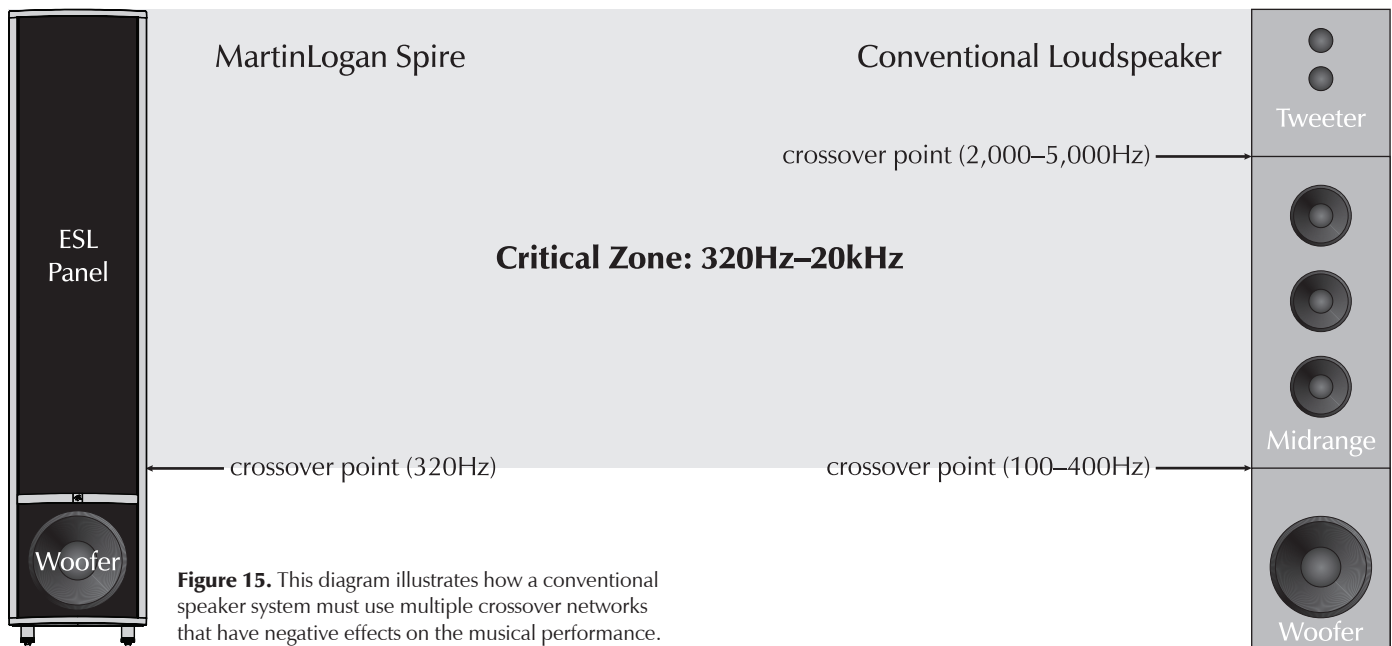 MartinLogan Spire
Conventional Loudspeaker
Tweeter
crossover point (2,000–5,000Hz)
ESL
Panel
Critical Zone: 320Hz–20kHz
Midrange
crossover point (320Hz)
crossover point (100–400Hz)
Woofer
Figure 15. This diagram illustrates how a conventional
speaker system must use multiple crossover networks
that have negative effects on the musical performance.
Woofer